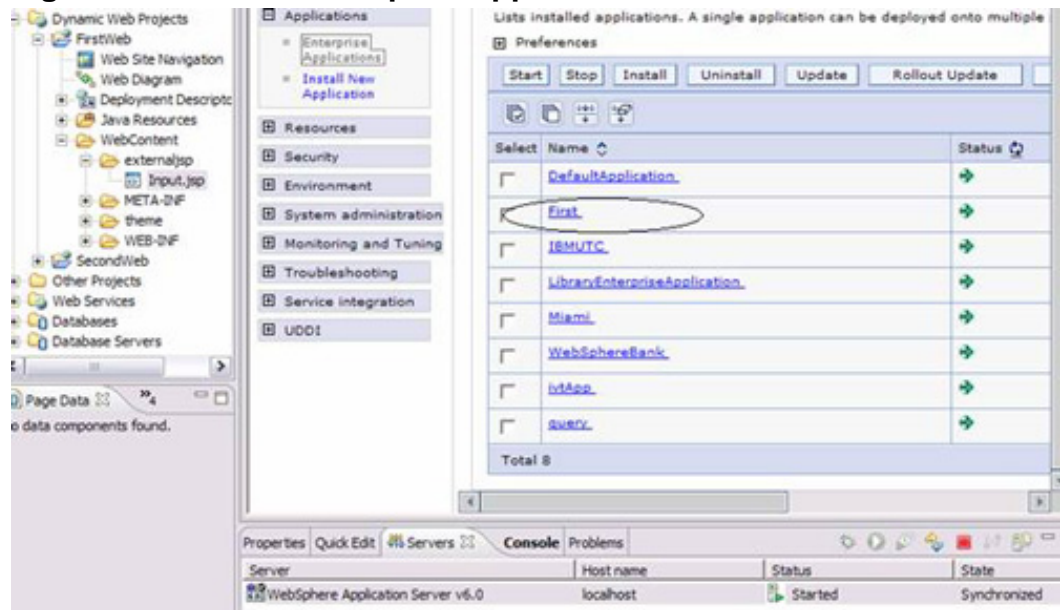 Dynamic Web Projects
FirstWeb
Web Site Navigation
Web Diagram
Deployment Descriptc
Java Resources
WebContent
externaljsp
Input.jsp
META-INF
theme
WEB-INF
SecondWeb
Other Projects
Web Services
Databases
Database Servers
Page Data
4
o data components found.
Applications
Enterprise
Applications
Install New
Application
Resources
Security
Environment
System administration
Monitoring and Tuning
Troubleshooting
Service integration
UDDI
Lists installed applications. A single application can be deployed onto multiple
Preferences
Start Stop Install Uninstall Update Rollout Update
Select Name Status
DefaultApplication
First
IBMUTC
LibraryEnterpriseApplication
Miami
WebSphereBank
ivtApp
query
Total 8
Properties Quick Edit Servers Console Problems
Server Host name Status State
WebSphere Application Server v6.0 localhost Started Synchronized